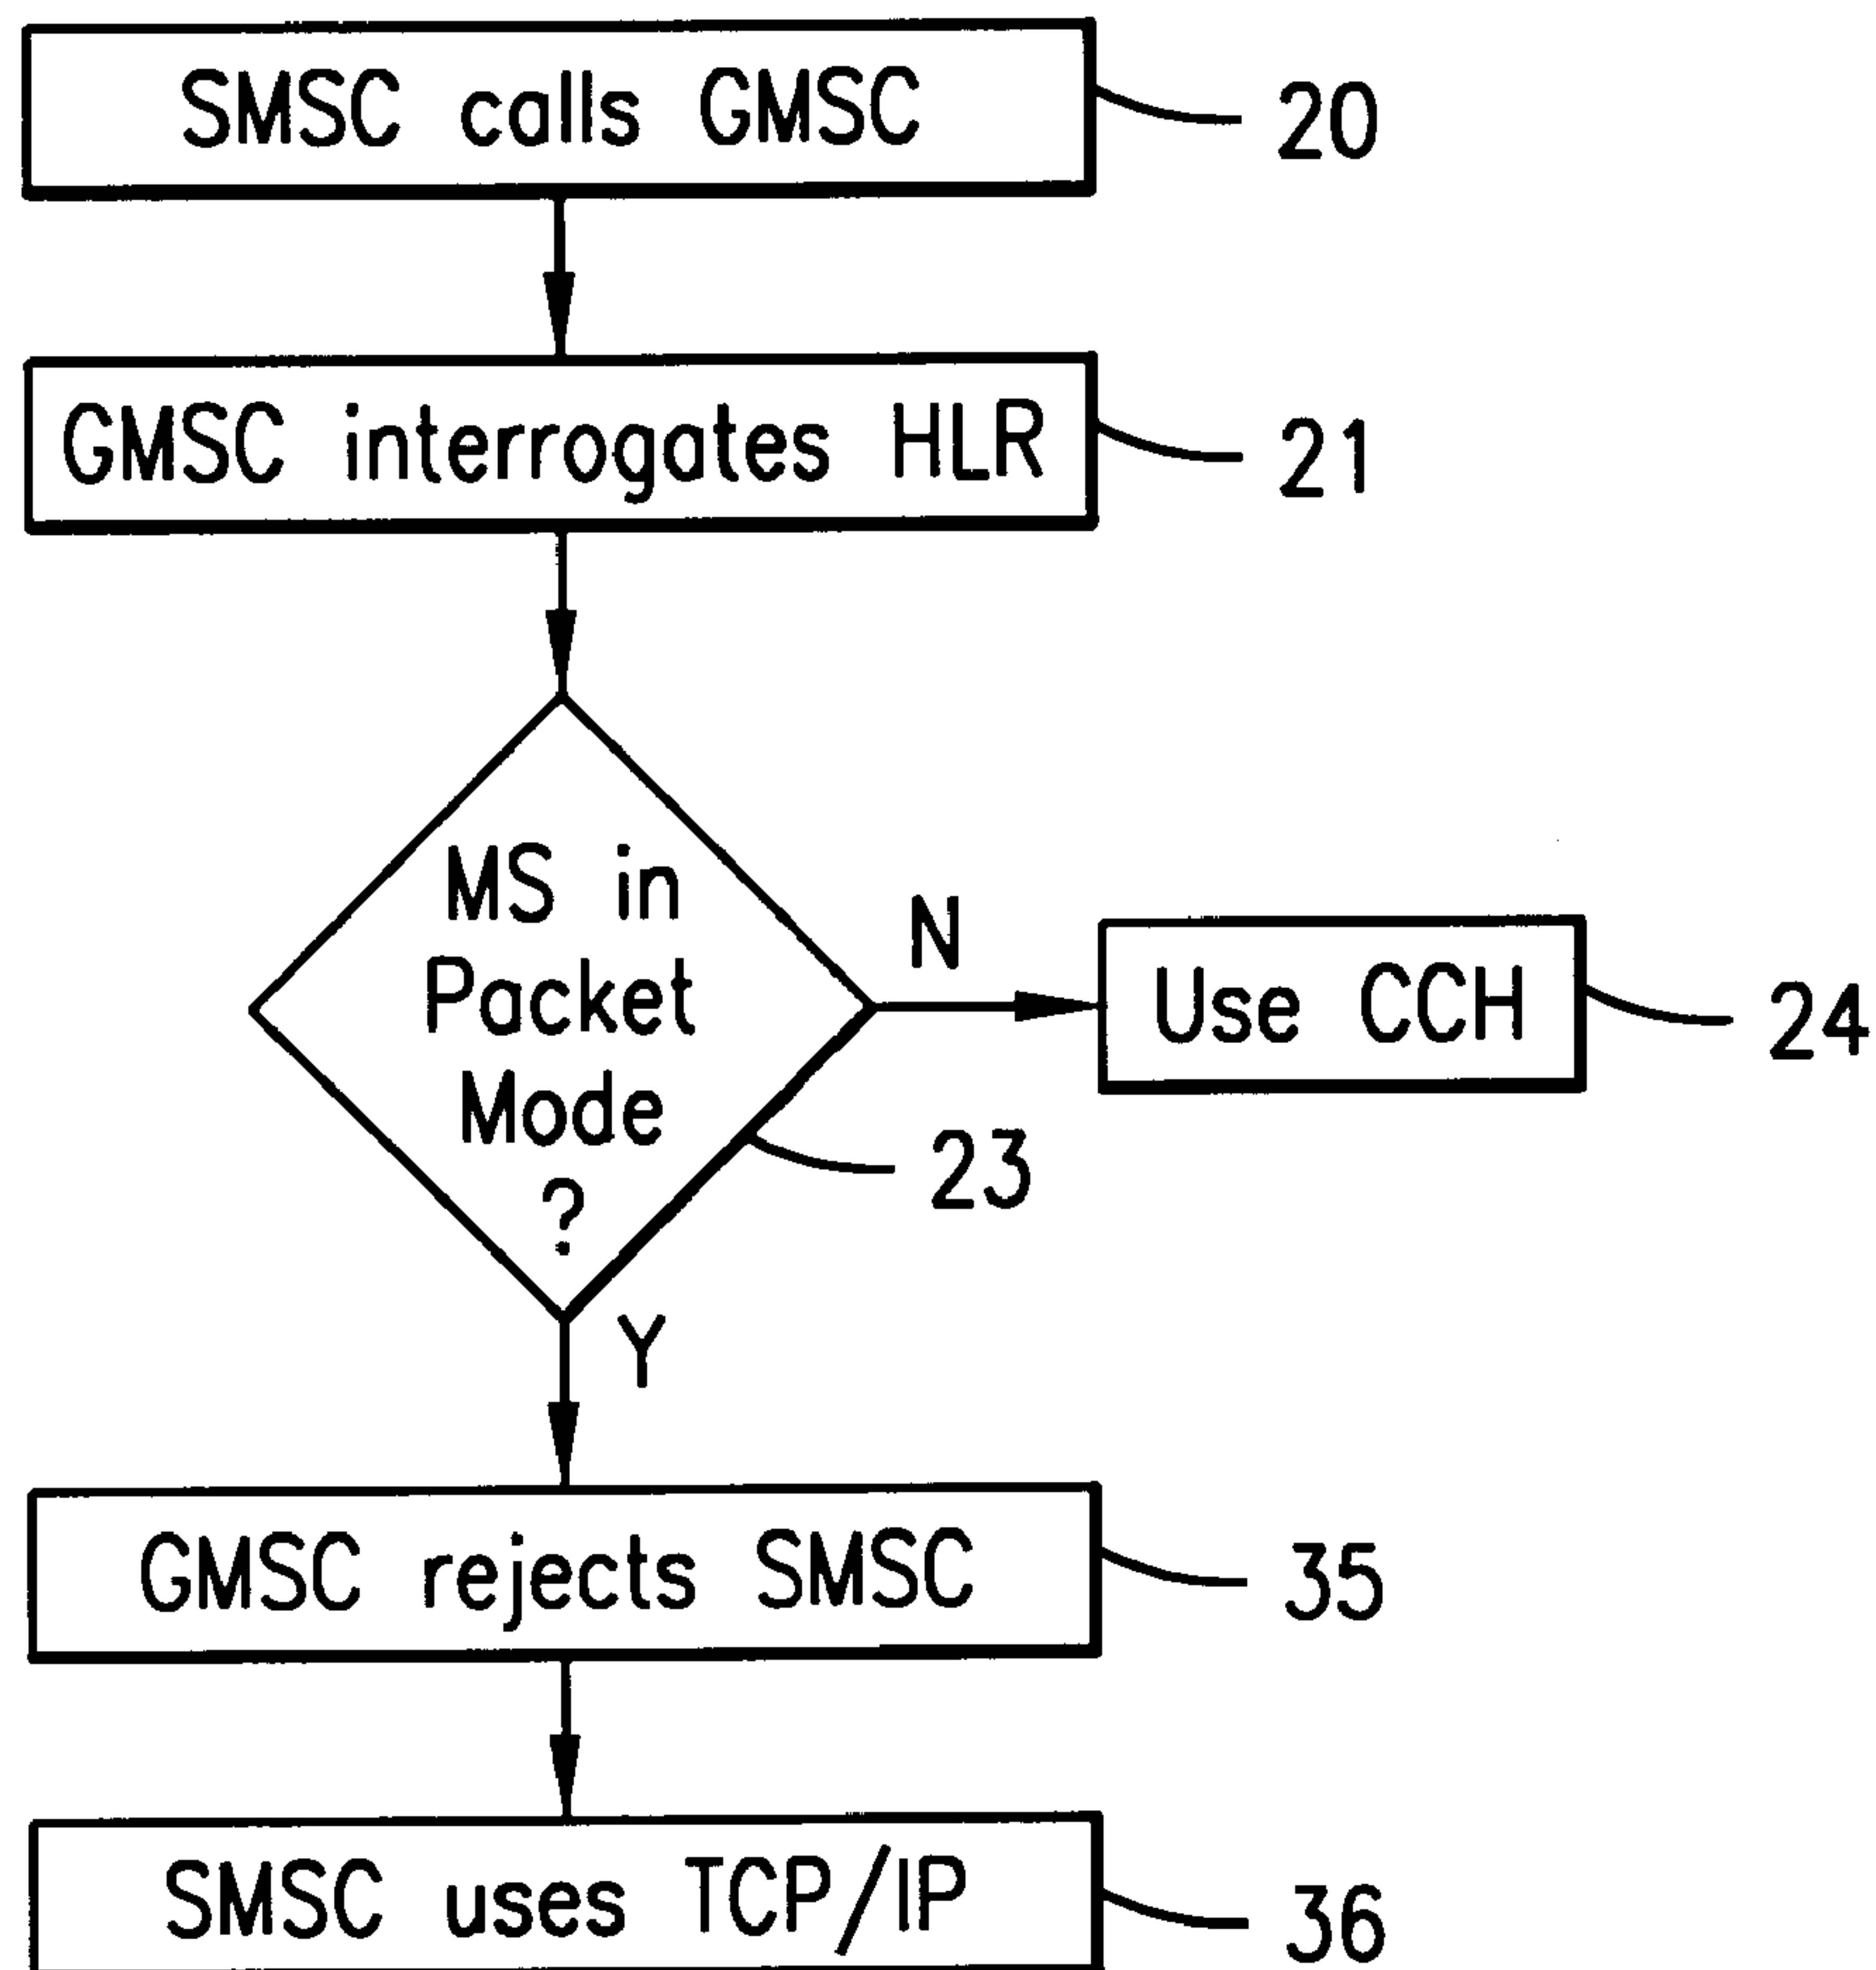 SMSC calls GMSC
20
GMSC interrogates HLR
21
MS in
Packet
Mode
?
N
Use CCH
24
23
Y
GMSC rejects SMSC
35
SMSC uses TCP/IP
36